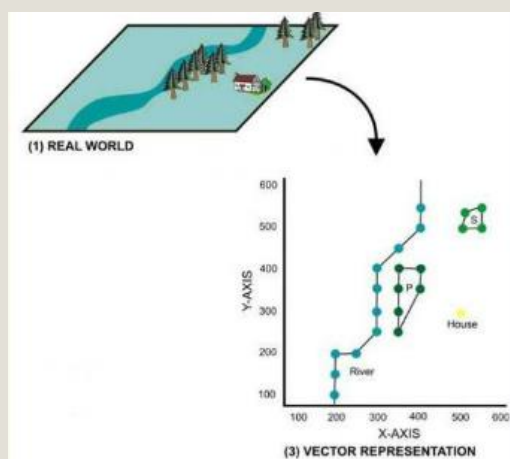 (1) REAL WORLD
600
500
400
300
200
100
Y-AXIS
S
P
House
River
100 200 300 400 500 600
X-AXIS
(3) VECTOR REPRESENTATION